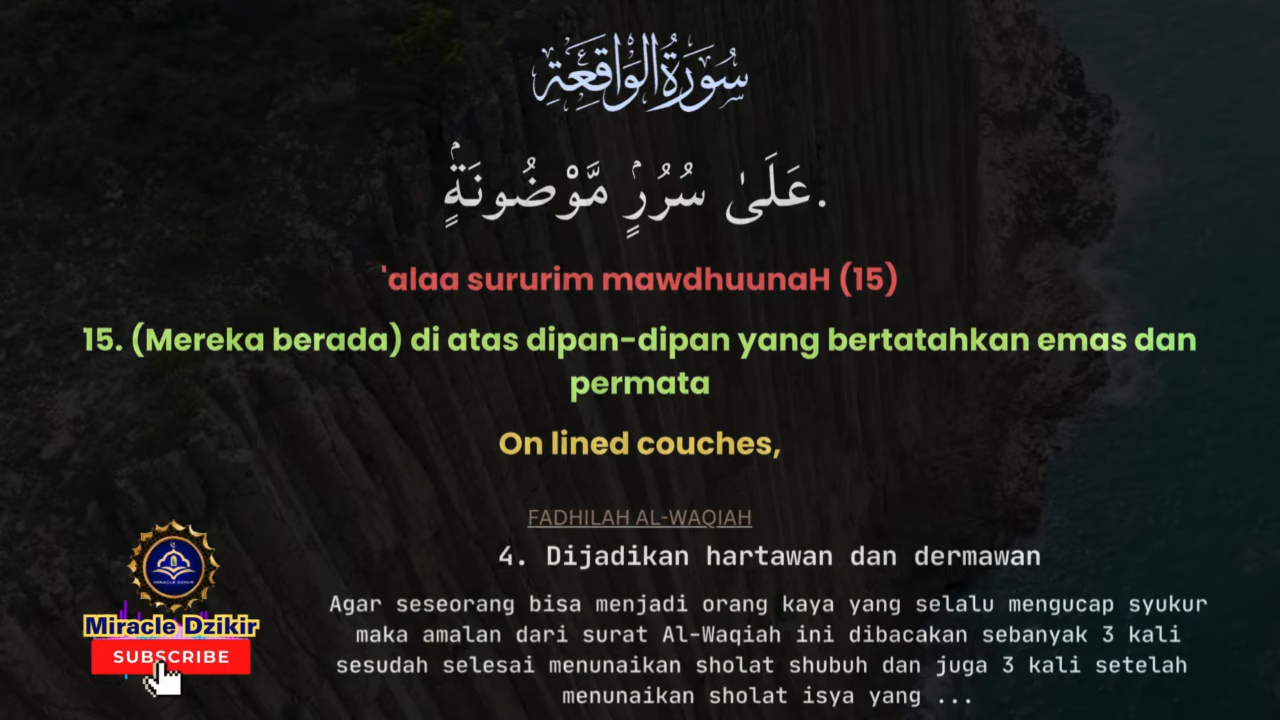 سُورَةُ الْوَاقِعَةِ
عَلَىٰ سُرُرٍۢ مَّوْضُونَةٍۢ.
'alaa sururim mawdhuunaH (15)
15. (Mereka berada) di atas dipan-dipan yang bertatahkan emas dan
permata
On lined couches,
FADHILAH AL-WAQIAH
4. Dijadikan hartawan dan dermawan
Agar seseorang bisa menjadi orang kaya yang selalu mengucap syukur
maka amalan dari surat Al-Waqiah ini dibacakan sebanyak 3 kali
sesudah selesai menunaikan sholat shubuh dan juga 3 kali setelah
menunaikan sholat isya yang ...
MIRACLE DZIKIR
Miracle Dzikir
SUBSCRIBE